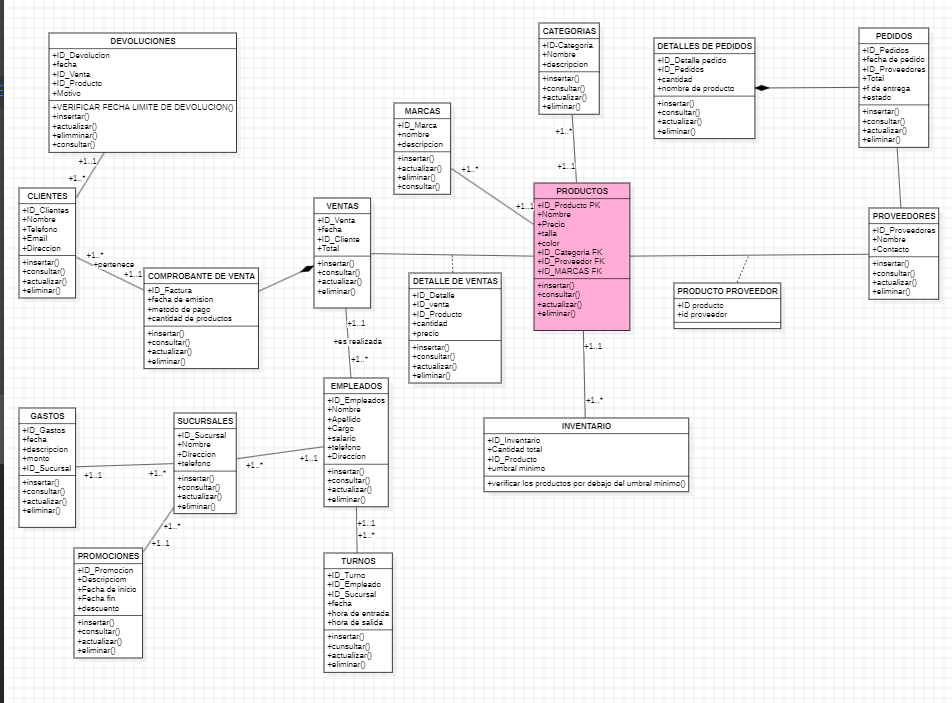 DEVOLUCIONES
+ID_Devolucion
+fecha
+ID_Venta
+ID_Producto
+Motivo
+VERIFICAR FECHA LIMITE DE DEVOLUCION()
+insertar()
+actualizar()
+elimminar()
+consultar()
+1..1
+1..*
CLIENTES
+ID_Clientes
+Nombre
+Telefono
+Email
+Direccion
+insertar()
+consultar()
+actualizar()
+eliminar()
+1..*
+pertenece
+1..1
COMPROBANTE DE VENTA
+ID_Factura
+fecha de emision
+metodo de pago
+cantidad de productos
+insertar()
+consultar()
+actualizar()
+eliminar()
VENTAS
+ID_Venta
+fecha
+ID_Cliente
+Total
+insertar()
+consultar()
+actualizar()
+eliminar()
+1..1
+es realizada
+1..*
MARCAS
+ID_Marca
+nombre
+descripcion
+insertar()
+actualizar()
+eliminar()
+consultar()
+1..*
+1..1
CATEGORIAS
+ID-Categoria
+Nombre
+descripcion
+insertar()
+consultar()
+actualizar()
+eliminar()
+1..*
+1..1
DETALLES DE PEDIDOS
+ID_Detalle pedido
+ID_Pedidos
+cantidad
+nombre de producto
+insertar()
+consultar()
+actualizar()
+eliminar()
PEDIDOS
+ID_Pedidos
+fecha de pedido
+ID_Proveedores
+Total
+f de entrega
+estado
+insertar()
+consultar()
+actualizar()
+eliminar()
PRODUCTOS
+ID_Producto PK
+Nombre
+Precio
+talla
+color
+ID_Categoria FK
+ID_Proveedor FK
+ID_MARCAS FK
+insertar()
+consultar()
+actualizar()
+eliminar()
PROVEEDORES
+ID_Proveedores
+Nombre
+Contacto
+insertar()
+consultar()
+actualizar()
+eliminar()
DETALLE DE VENTAS
+ID_Detalle
+ID_venta
+ID_Producto
+cantidad
+precio
+insertar()
+consultar()
+actualizar()
+eliminar()
PRODUCTO PROVEEDOR
+ID producto
+id proveedor
+1..1
+1..*
INVENTARIO
+ID_Inventario
+Cantidad total
+ID_Producto
+umbral minimo
+verificar los productos por debajo del umbral minimo()
EMPLEADOS
+ID_Empleados
+Nombre
+Apellido
+Cargo
+salario
+telefono
+Direccion
+insertar()
+consultar()
+actualizar()
+eliminar()
GASTOS
+ID_Gastos
+fecha
+descripcion
+monto
+ID_Sucursal
+insertar()
+consultar()
+actualizar()
+eliminar()
+1..1
+1..*
SUCURSALES
+ID_Sucursal
+Nombre
+Direccion
+telefono
+insertar()
+consultar()
+actualizar()
+eliminar()
+1..*
+1..1
+1..*
+1..1
PROMOCIONES
+ID_Promocion
+Descripciom
+Fecha de inicio
+Fecha fin
+descuento
+insertar()
+consultar()
+actualizar()
+eliminar()
+1..1
+1..*
TURNOS
+ID_Turno
+ID_Empleado
+ID_Sucursal
+fecha
+hora de entrada
+hora de salida
+insertar()
+cunsultar()
+actualizar()
+eliminar()